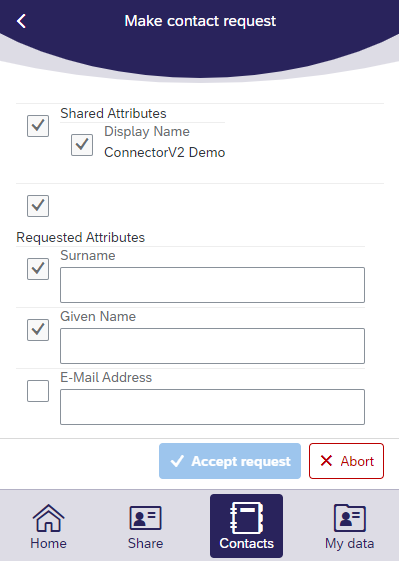 Make contact request
Shared Attributes
Display Name
ConnectorV2 Demo
Requested Attributes
Surname
Given Name
E-Mail Address
Accept request
Abort
Home
Share
Contacts
My data